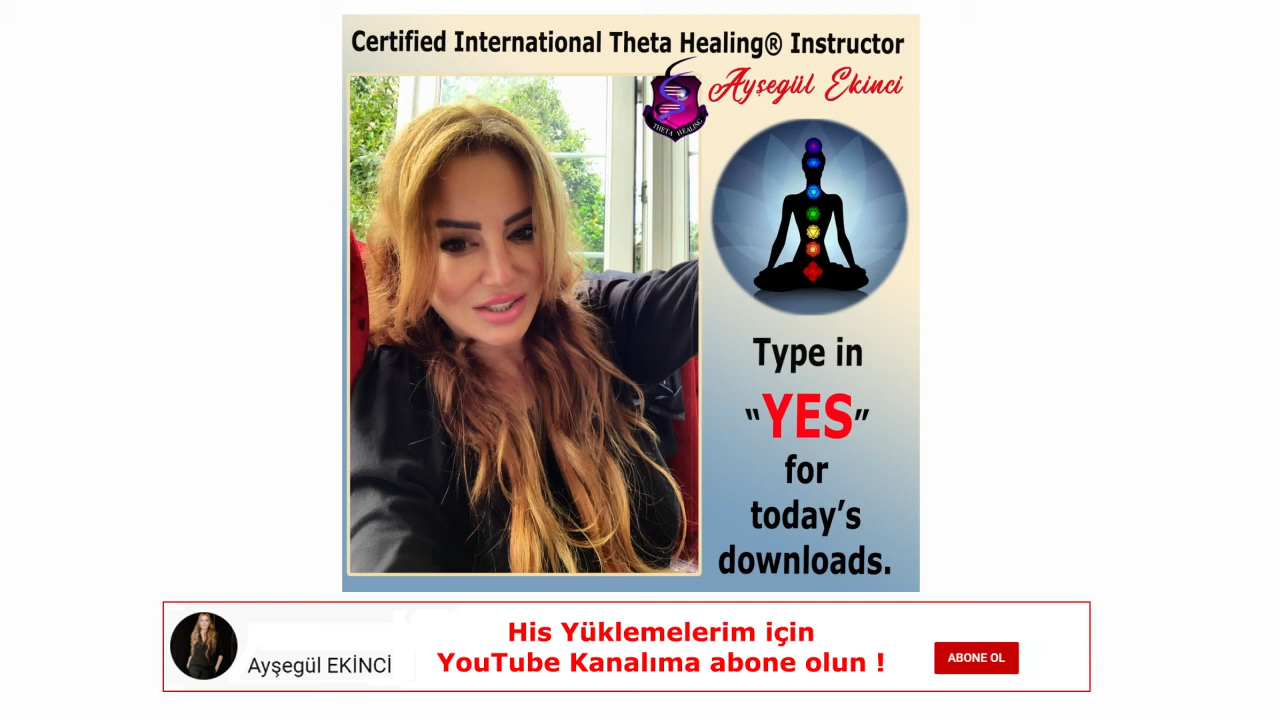 Certified International Theta Healing® Instructor
Ayşegül Ekinci
THETA HEALING
Type in
“YES”
for
today’s
downloads.
His Yüklemelerim için
YouTube Kanalıma abone olun !
Ayşegül EKİNCİ
ABONE OL